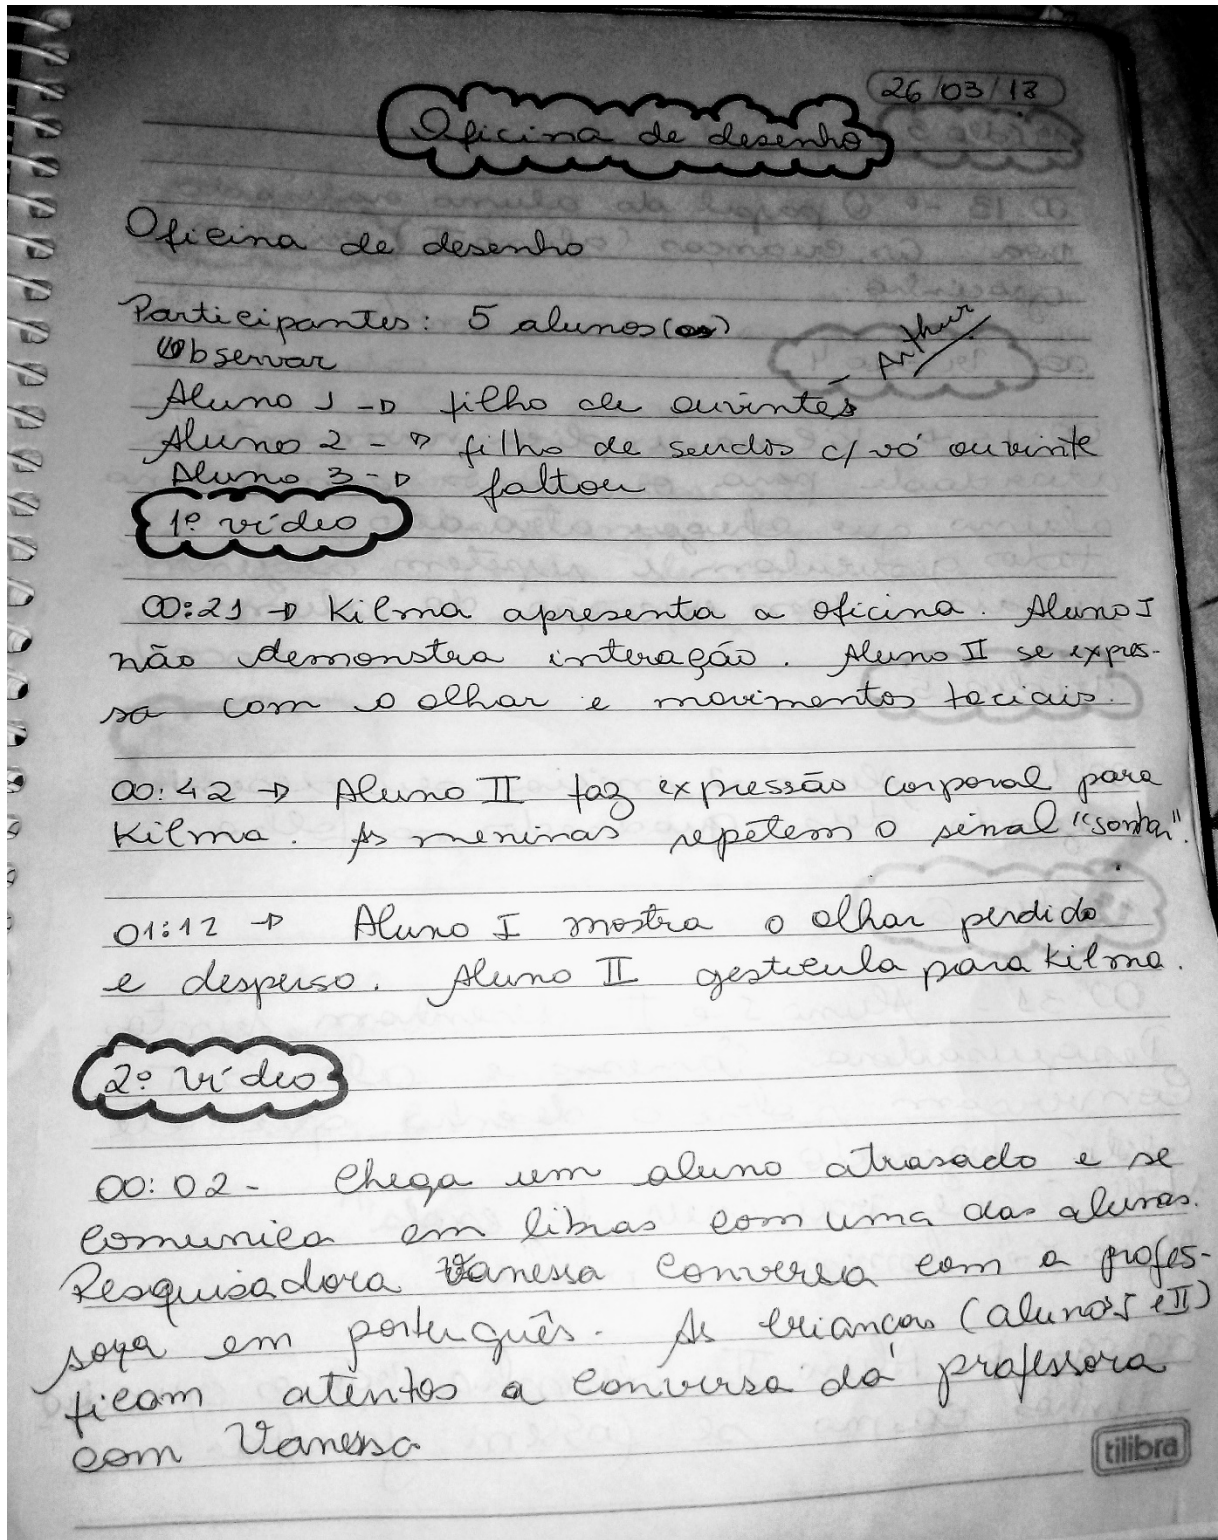 26/03/18
Oficina de desenho
Oficina de desenho
Participantes: 5 alunos(as)
Observar
Arthur
Aluno 1 → filho de ouvintes
Aluno 2 → filho de surdos c/ vó ouvinte
Aluno 3 → faltou
1º vídeo
00:21 → Kilma apresenta a oficina. Aluno I
não demonstra interação. Aluno II se expres-
sa com o olhar e movimentos faciais.
00:42 → Aluno II faz expressão corporal para
Kilma. As meninas repetem o sinal "sonhar".
01:12 → Aluno I mostra o olhar perdido
e desperso. Aluno II gesticula para Kilma.
2º vídeo
00:02 - Chega um aluno atrasado e se
comunica em libras com uma das alunas.
Pesquisadora Vanessa conversa com a profes-
sora em português. As crianças (alunos I e II)
ficam atentos a conversa da professora
com Vanessa
tilibra